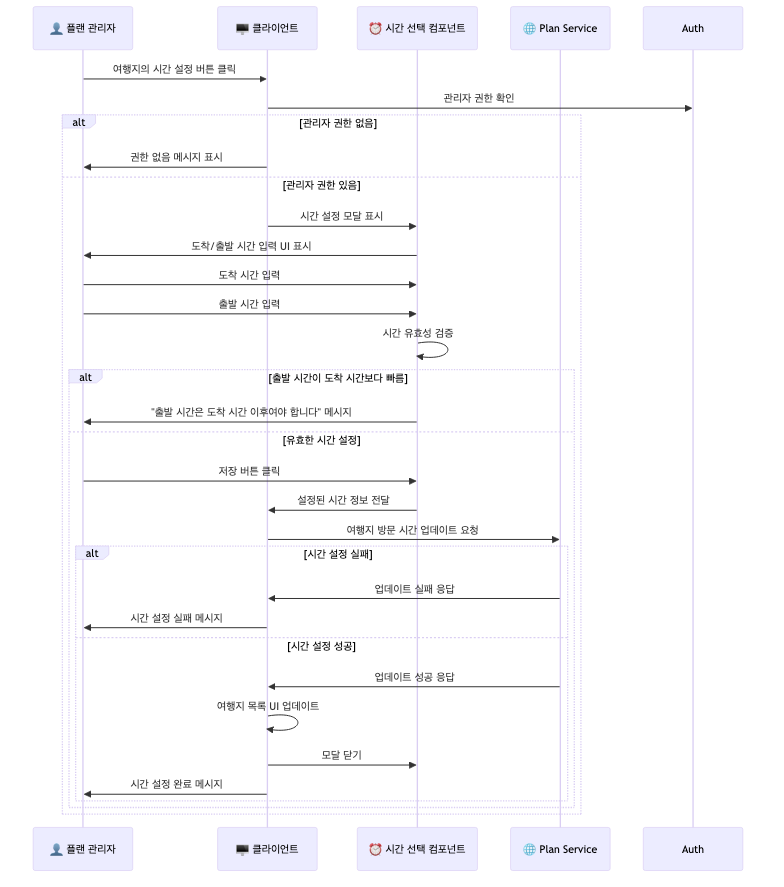 플랜 관리자
클라이언트
시간 선택 컴포넌트
Plan Service
Auth
여행지의 시간 설정 버튼 클릭
관리자 권한 확인
alt
[관리자 권한 없음]
권한 없음 메시지 표시
[관리자 권한 있음]
시간 설정 모달 표시
도착/출발 시간 입력 UI 표시
도착 시간 입력
출발 시간 입력
시간 유효성 검증
alt
[출발 시간이 도착 시간보다 빠름]
"출발 시간은 도착 시간 이후여야 합니다" 메시지
[유효한 시간 설정]
저장 버튼 클릭
설정된 시간 정보 전달
여행지 방문 시간 업데이트 요청
alt
[시간 설정 실패]
업데이트 실패 응답
시간 설정 실패 메시지
[시간 설정 성공]
업데이트 성공 응답
여행지 목록 UI 업데이트
모달 닫기
시간 설정 완료 메시지
플랜 관리자
클라이언트
시간 선택 컴포넌트
Plan Service
Auth